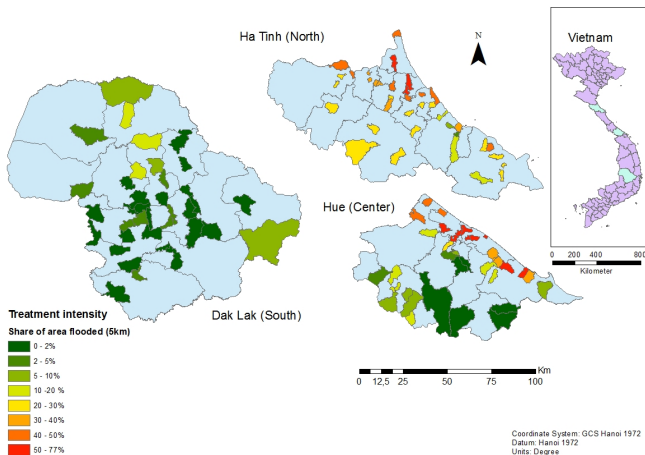 Ha Tinh (North)
N
Vietnam
Hue (Center)
0 200 400 600 800
Kilometer
Dak Lak (South)
Treatment intensity
Share of area flooded (5km)
0 - 2%
2 - 5%
5 - 10%
10 -20 %
20 - 30%
30 - 40%
40 - 50%
50 - 77%
Km
0 12,5 25 50 75 100
Coordinate System: GCS Hanoi 1972
Datum: Hanoi 1972
Units: Degree